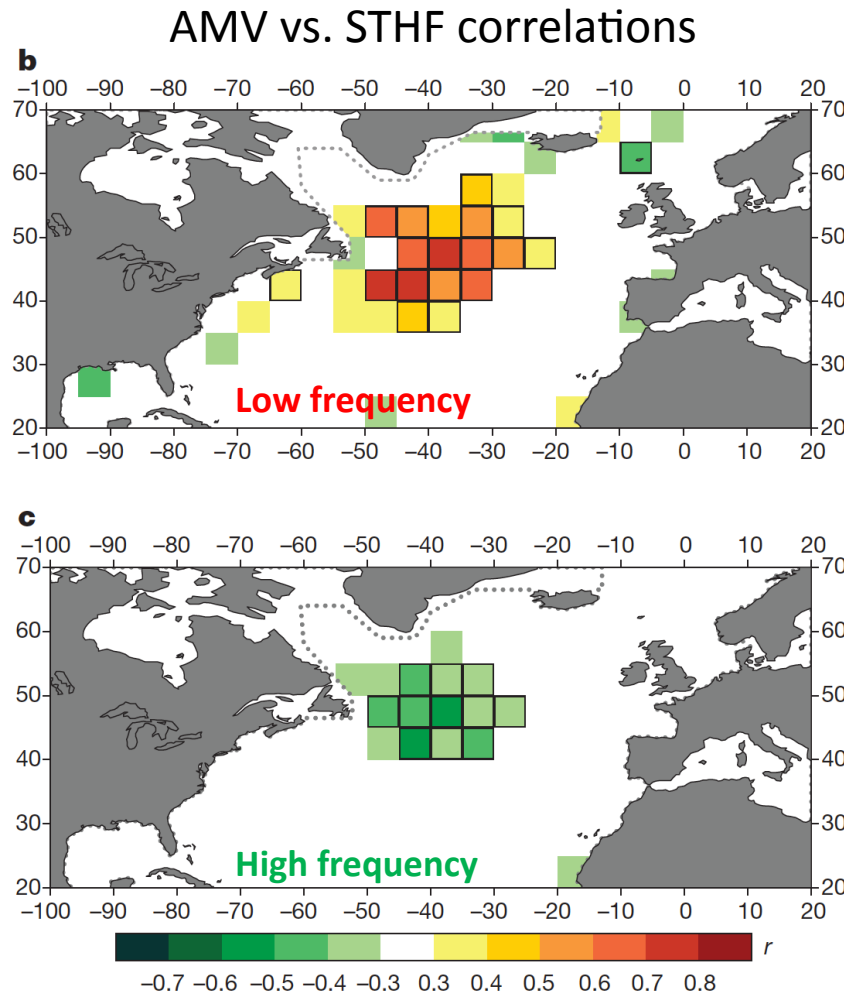 AMV vs. STHF correlations
b
−100 −90 −80 −70 −60 −50 −40 −30 −20 −10 0 10 20
70 70
60 60
50 50
40 40
30 30
Low frequency
20 20
−100 −90 −80 −70 −60 −50 −40 −30 −20 −10 0 10 20
c
−100 −90 −80 −70 −60 −50 −40 −30 −20 −10 0 10 20
70 70
60 60
50 50
40 40
30 30
High frequency
20 20
−100 −90 −80 −70 −60 −50 −40 −30 −20 −10 0 10 20
r
−0.7 −0.6 −0.5 −0.4 −0.3 0.3 0.4 0.5 0.6 0.7 0.8